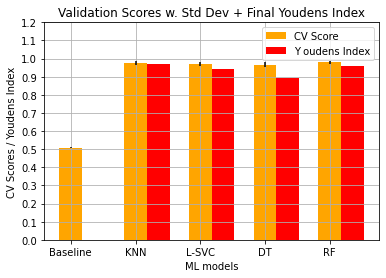 Validation Scores w. Std Dev + Final Youdens Index
CV Score
Y oudens Index
CV Scores / Youdens Index
1.2
1.1
1.0
0.9
0.8
0.7
0.6
0.5
0.4
0.3
0.2
0.1
0.0
Baseline KNN L-SVC DT RF
ML models